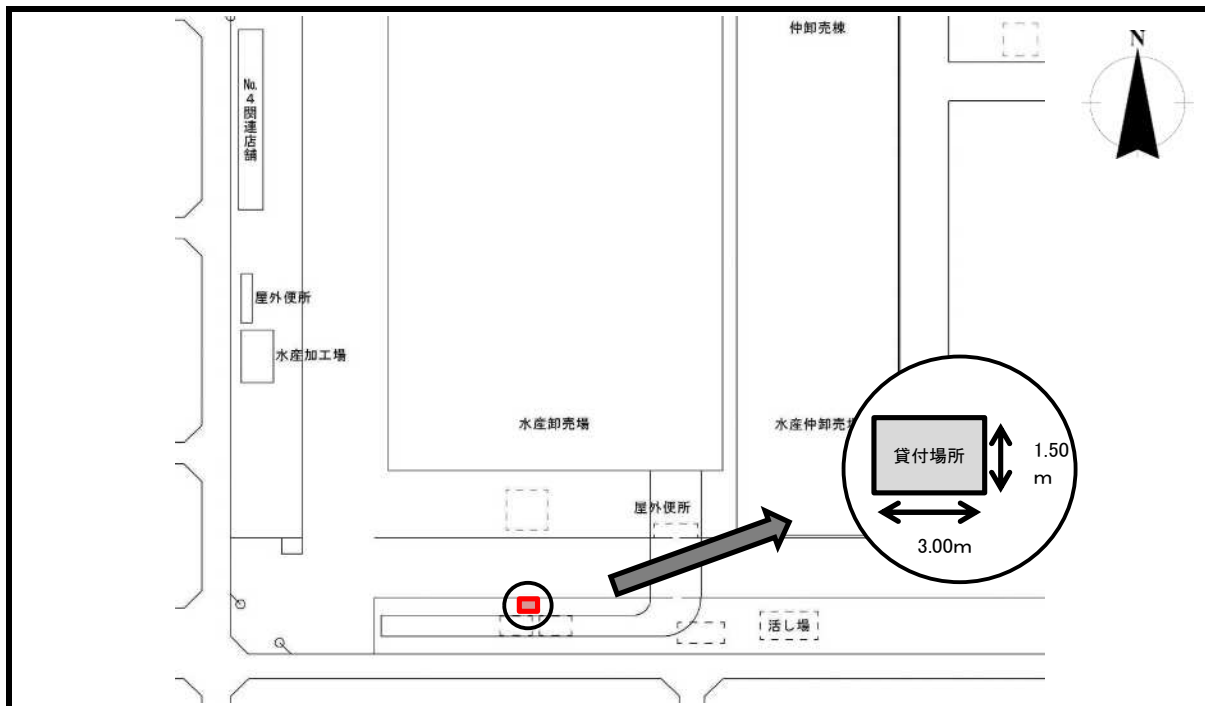 仲卸売棟
N
No.4関連店舗
屋外便所
水産加工場
水産卸売場
水産仲卸売場
貸付場所
1.50
m
3.00m
屋外便所
活し場